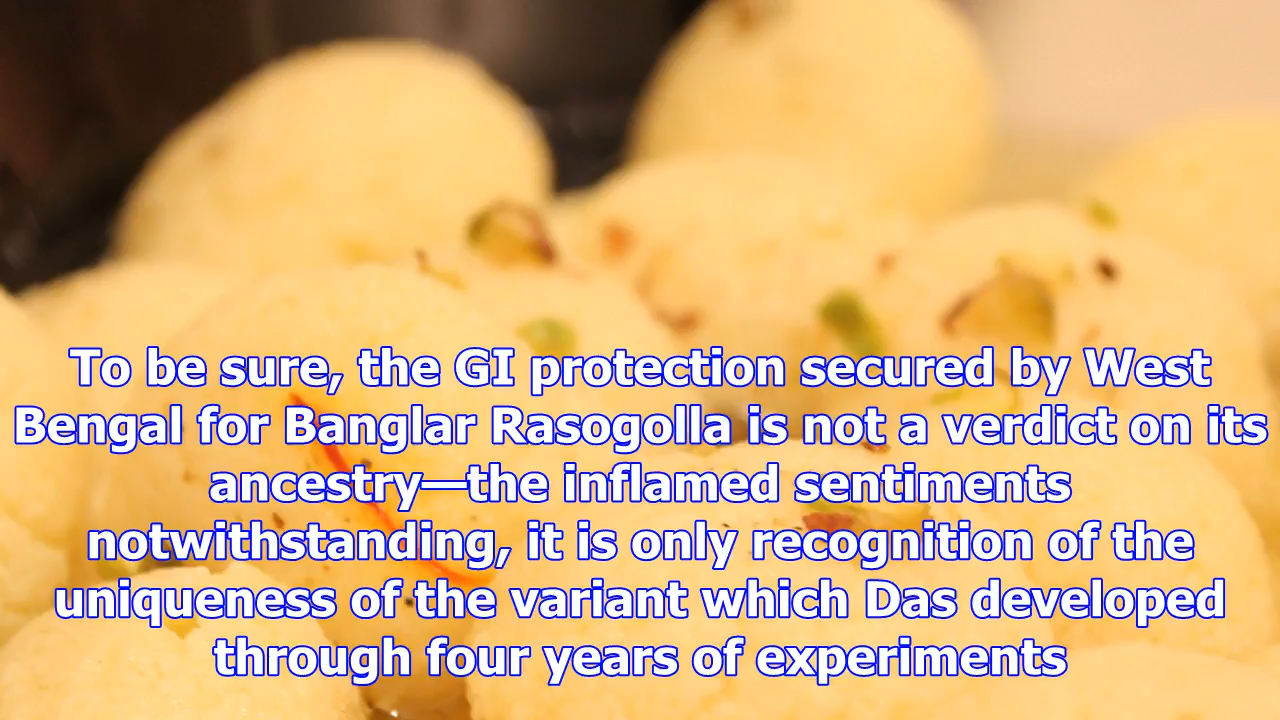 To be sure, the GI protection secured by West
Bengal for Banglar Rasogolla is not a verdict on its
ancestry—the inflamed sentiments
notwithstanding, it is only recognition of the
uniqueness of the variant which Das developed
through four years of experiments